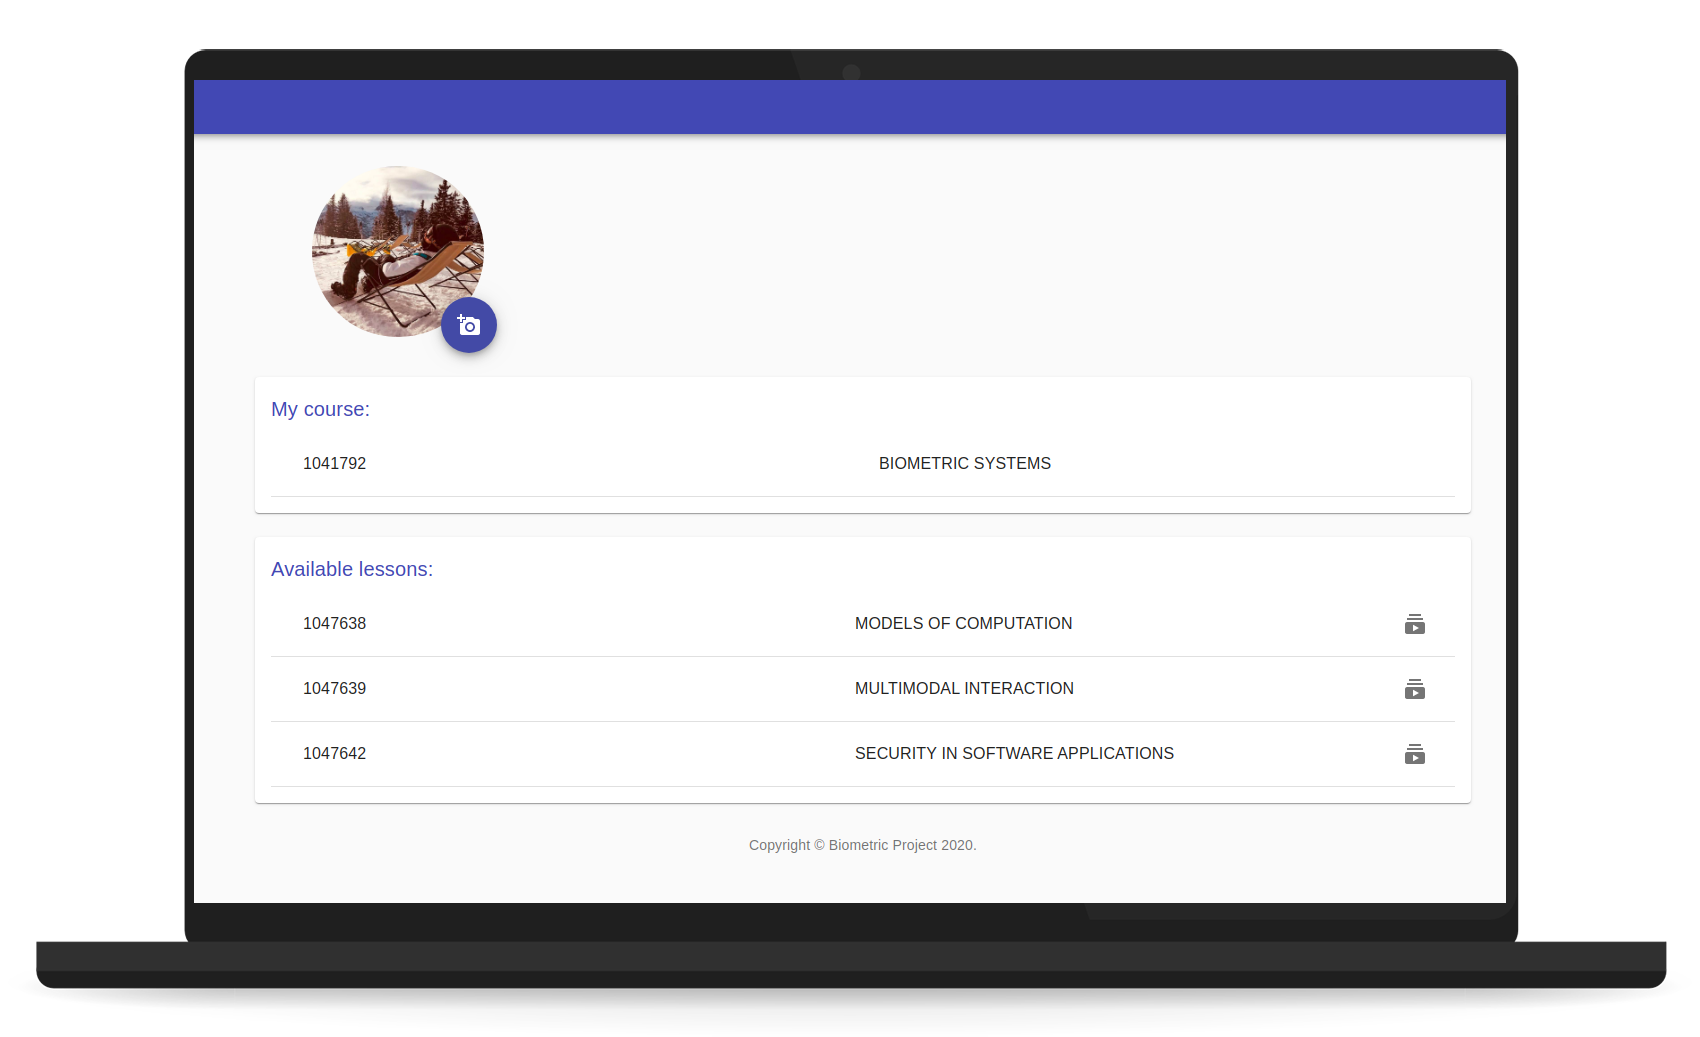 My course:
1041792 BIOMETRIC SYSTEMS
Available lessons:
1047638 MODELS OF COMPUTATION
1047639 MULTIMODAL INTERACTION
1047642 SECURITY IN SOFTWARE APPLICATIONS
Copyright © Biometric Project 2020.